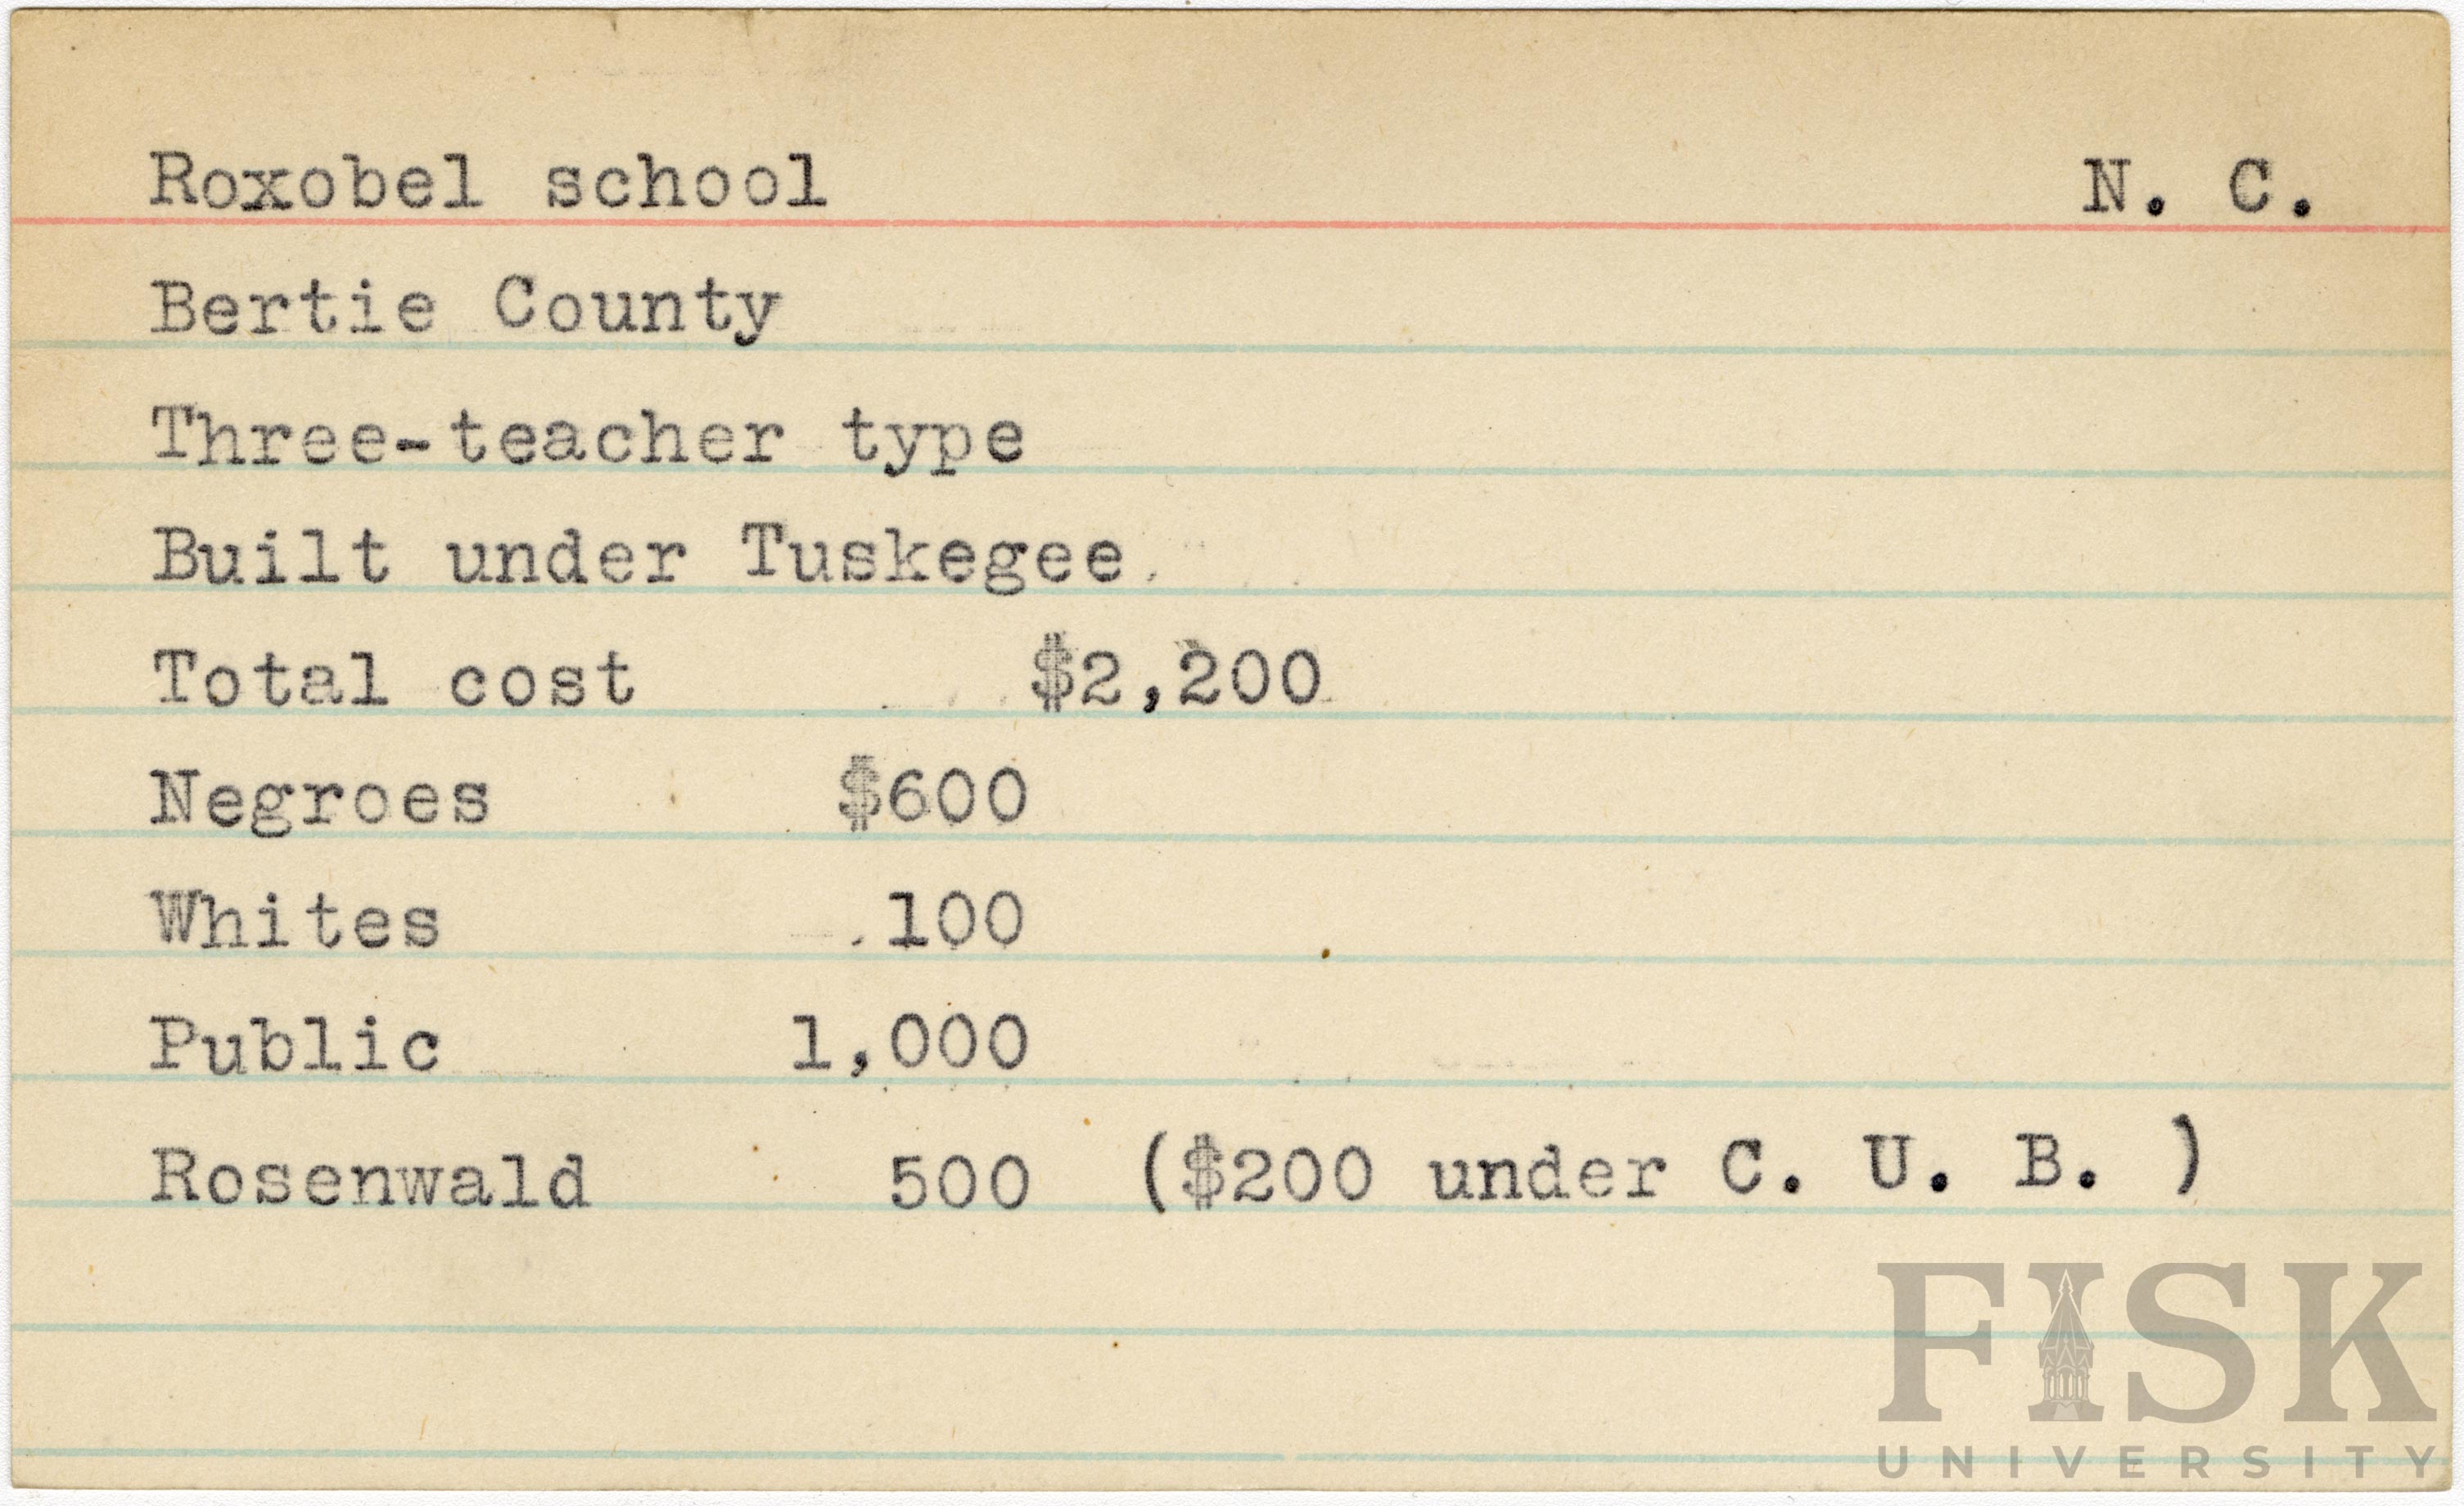 Roxobel school N. C.
Bertie County
Three-teacher type
Built under Tuskegee
Total cost $2,200
Negroes $600
Whites 100
Public 1,000
Rosenwald 500 ($200 under C. U. B. )
FISK
UNIVERSITY